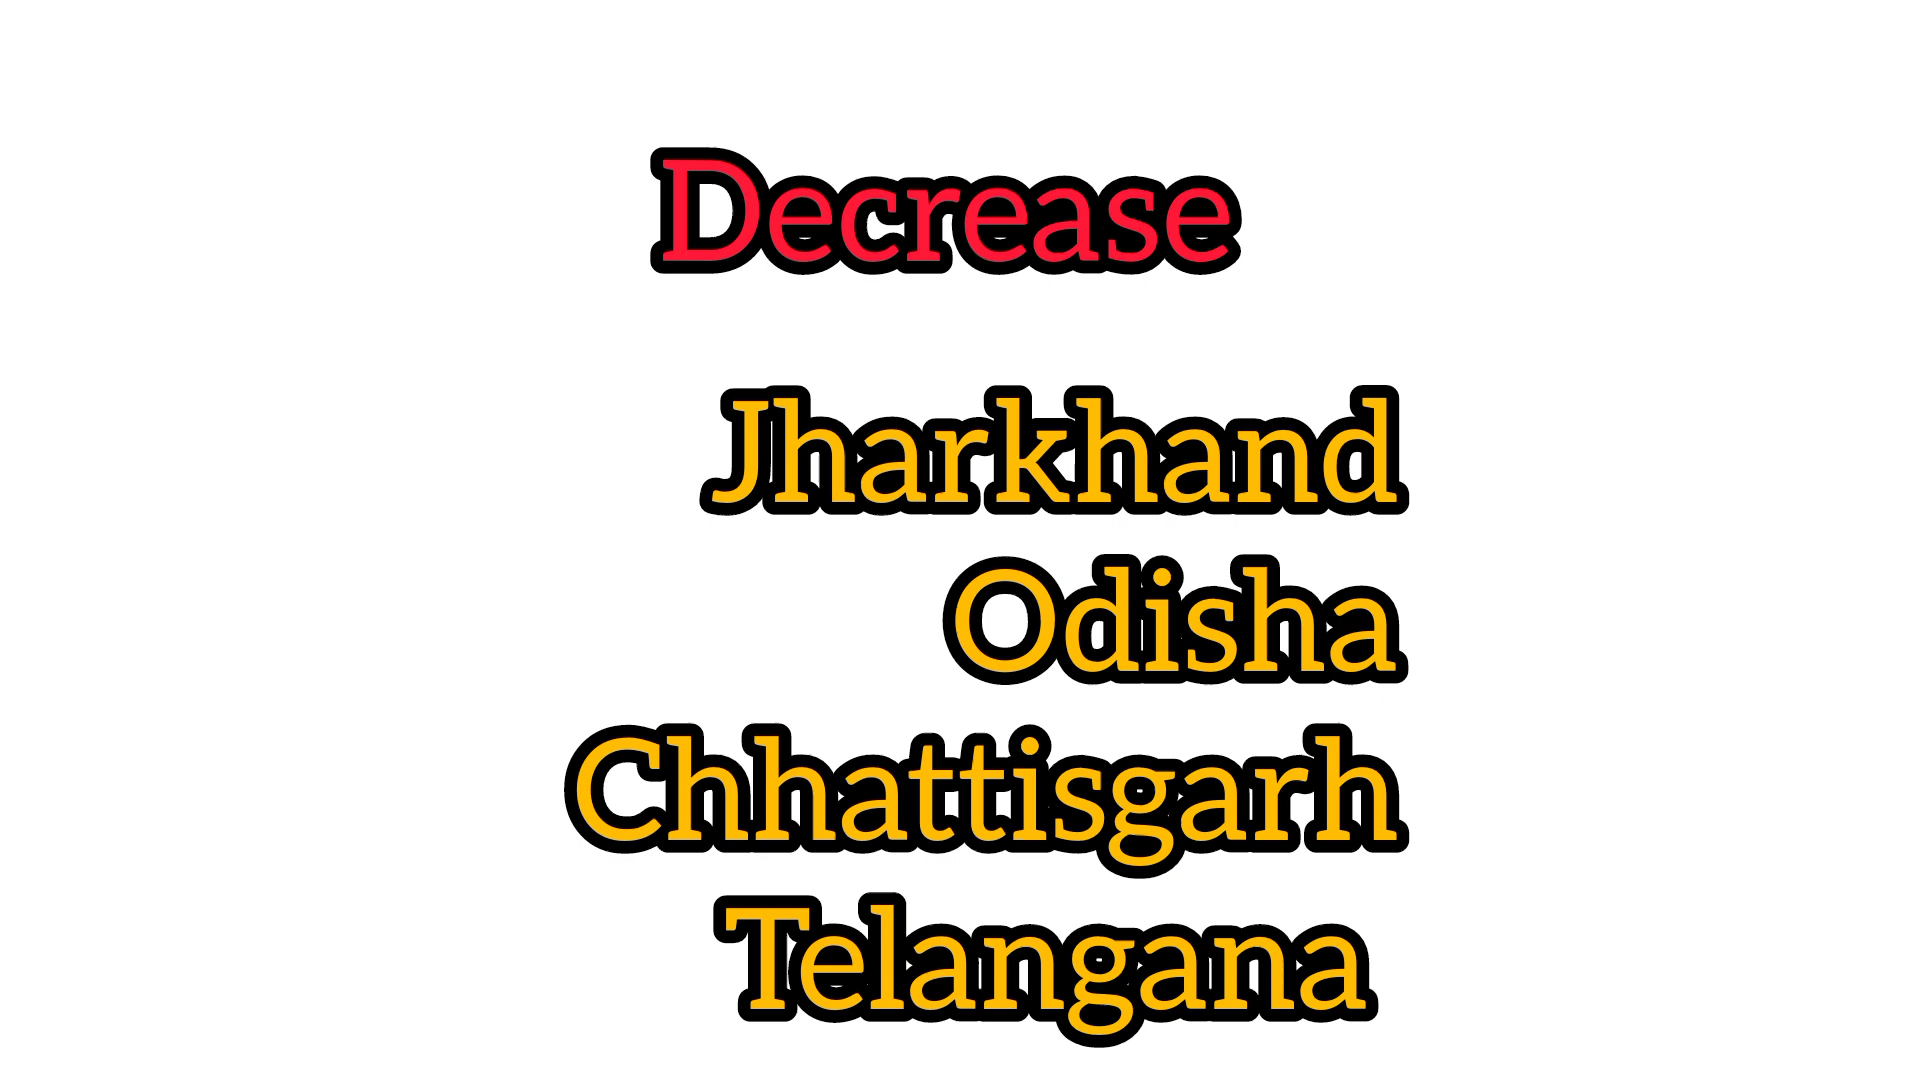 Decrease
Jharkhand
Odisha
Chhattisgarh
Telangana